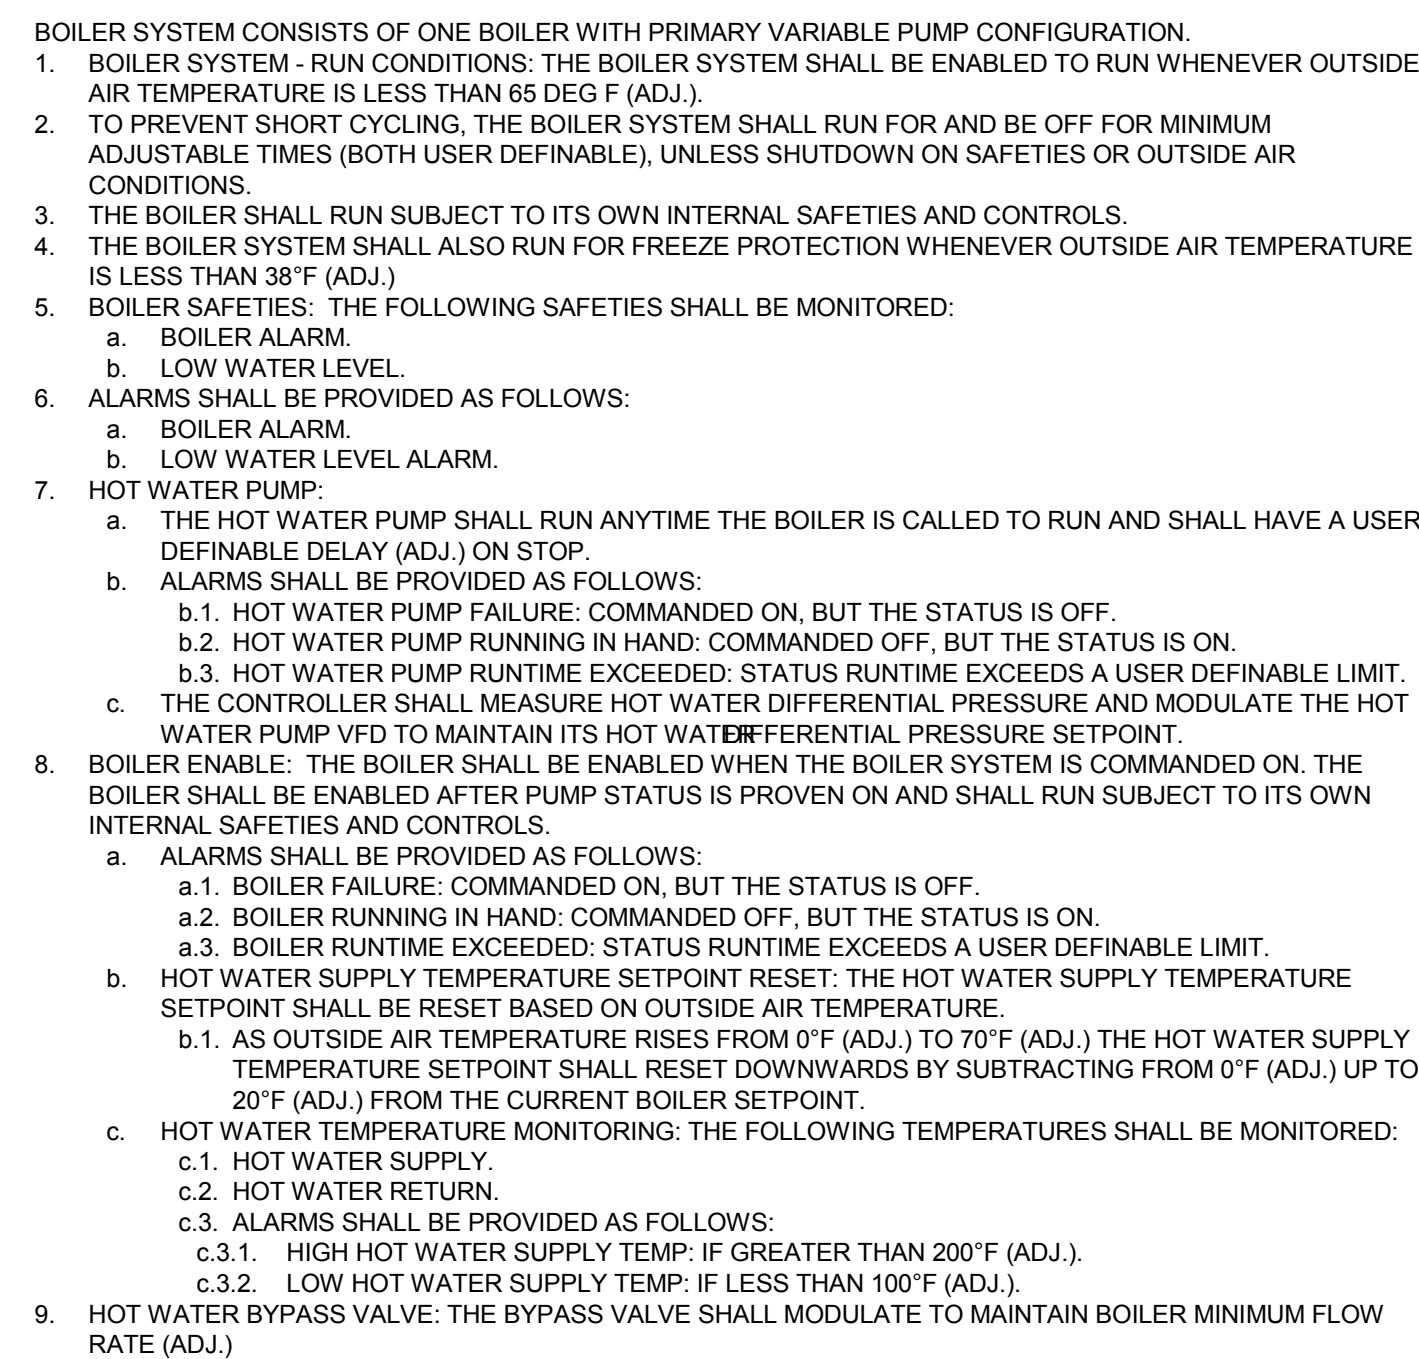 BOILER SYSTEM CONSISTS OF ONE BOILER WITH PRIMARY VARIABLE PUMP CONFIGURATION.
1. BOILER SYSTEM - RUN CONDITIONS: THE BOILER SYSTEM SHALL BE ENABLED TO RUN WHENEVER OUTSIDE
AIR TEMPERATURE IS LESS THAN 65 DEG F (ADJ.).
2. TO PREVENT SHORT CYCLING, THE BOILER SYSTEM SHALL RUN FOR AND BE OFF FOR MINIMUM
ADJUSTABLE TIMES (BOTH USER DEFINABLE), UNLESS SHUTDOWN ON SAFETIES OR OUTSIDE AIR
CONDITIONS.
3. THE BOILER SHALL RUN SUBJECT TO ITS OWN INTERNAL SAFETIES AND CONTROLS.
4. THE BOILER SYSTEM SHALL ALSO RUN FOR FREEZE PROTECTION WHENEVER OUTSIDE AIR TEMPERATURE
IS LESS THAN 38°F (ADJ.)
5. BOILER SAFETIES: THE FOLLOWING SAFETIES SHALL BE MONITORED:
a. BOILER ALARM.
b. LOW WATER LEVEL.
6. ALARMS SHALL BE PROVIDED AS FOLLOWS:
a. BOILER ALARM.
b. LOW WATER LEVEL ALARM.
7. HOT WATER PUMP:
a. THE HOT WATER PUMP SHALL RUN ANYTIME THE BOILER IS CALLED TO RUN AND SHALL HAVE A USER
DEFINABLE DELAY (ADJ.) ON STOP.
b. ALARMS SHALL BE PROVIDED AS FOLLOWS:
b.1. HOT WATER PUMP FAILURE: COMMANDED ON, BUT THE STATUS IS OFF.
b.2. HOT WATER PUMP RUNNING IN HAND: COMMANDED OFF, BUT THE STATUS IS ON.
b.3. HOT WATER PUMP RUNTIME EXCEEDED: STATUS RUNTIME EXCEEDS A USER DEFINABLE LIMIT.
c. THE CONTROLLER SHALL MEASURE HOT WATER DIFFERENTIAL PRESSURE AND MODULATE THE HOT
WATER PUMP VFD TO MAINTAIN ITS HOT WATER DIFFERENTIAL PRESSURE SETPOINT.
8. BOILER ENABLE: THE BOILER SHALL BE ENABLED WHEN THE BOILER SYSTEM IS COMMANDED ON. THE
BOILER SHALL BE ENABLED AFTER PUMP STATUS IS PROVEN ON AND SHALL RUN SUBJECT TO ITS OWN
INTERNAL SAFETIES AND CONTROLS.
a. ALARMS SHALL BE PROVIDED AS FOLLOWS:
a.1. BOILER FAILURE: COMMANDED ON, BUT THE STATUS IS OFF.
a.2. BOILER RUNNING IN HAND: COMMANDED OFF, BUT THE STATUS IS ON.
a.3. BOILER RUNTIME EXCEEDED: STATUS RUNTIME EXCEEDS A USER DEFINABLE LIMIT.
b. HOT WATER SUPPLY TEMPERATURE SETPOINT RESET: THE HOT WATER SUPPLY TEMPERATURE
SETPOINT SHALL BE RESET BASED ON OUTSIDE AIR TEMPERATURE.
b.1. AS OUTSIDE AIR TEMPERATURE RISES FROM 0°F (ADJ.) TO 70°F (ADJ.) THE HOT WATER SUPPLY
TEMPERATURE SETPOINT SHALL RESET DOWNWARDS BY SUBTRACTING FROM 0°F (ADJ.) UP TO
20°F (ADJ.) FROM THE CURRENT BOILER SETPOINT.
c. HOT WATER TEMPERATURE MONITORING: THE FOLLOWING TEMPERATURES SHALL BE MONITORED:
c.1. HOT WATER SUPPLY.
c.2. HOT WATER RETURN.
c.3. ALARMS SHALL BE PROVIDED AS FOLLOWS:
c.3.1. HIGH HOT WATER SUPPLY TEMP: IF GREATER THAN 200°F (ADJ.).
c.3.2. LOW HOT WATER SUPPLY TEMP: IF LESS THAN 100°F (ADJ.).
9. HOT WATER BYPASS VALVE: THE BYPASS VALVE SHALL MODULATE TO MAINTAIN BOILER MINIMUM FLOW
RATE (ADJ.)